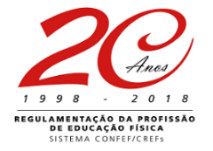 20
Anos
1998 - 2018
REGULAMENTAÇÃO DA PROFISSÃO
DE EDUCAÇÃO FÍSICA
SISTEMA CONFEF/CREFs